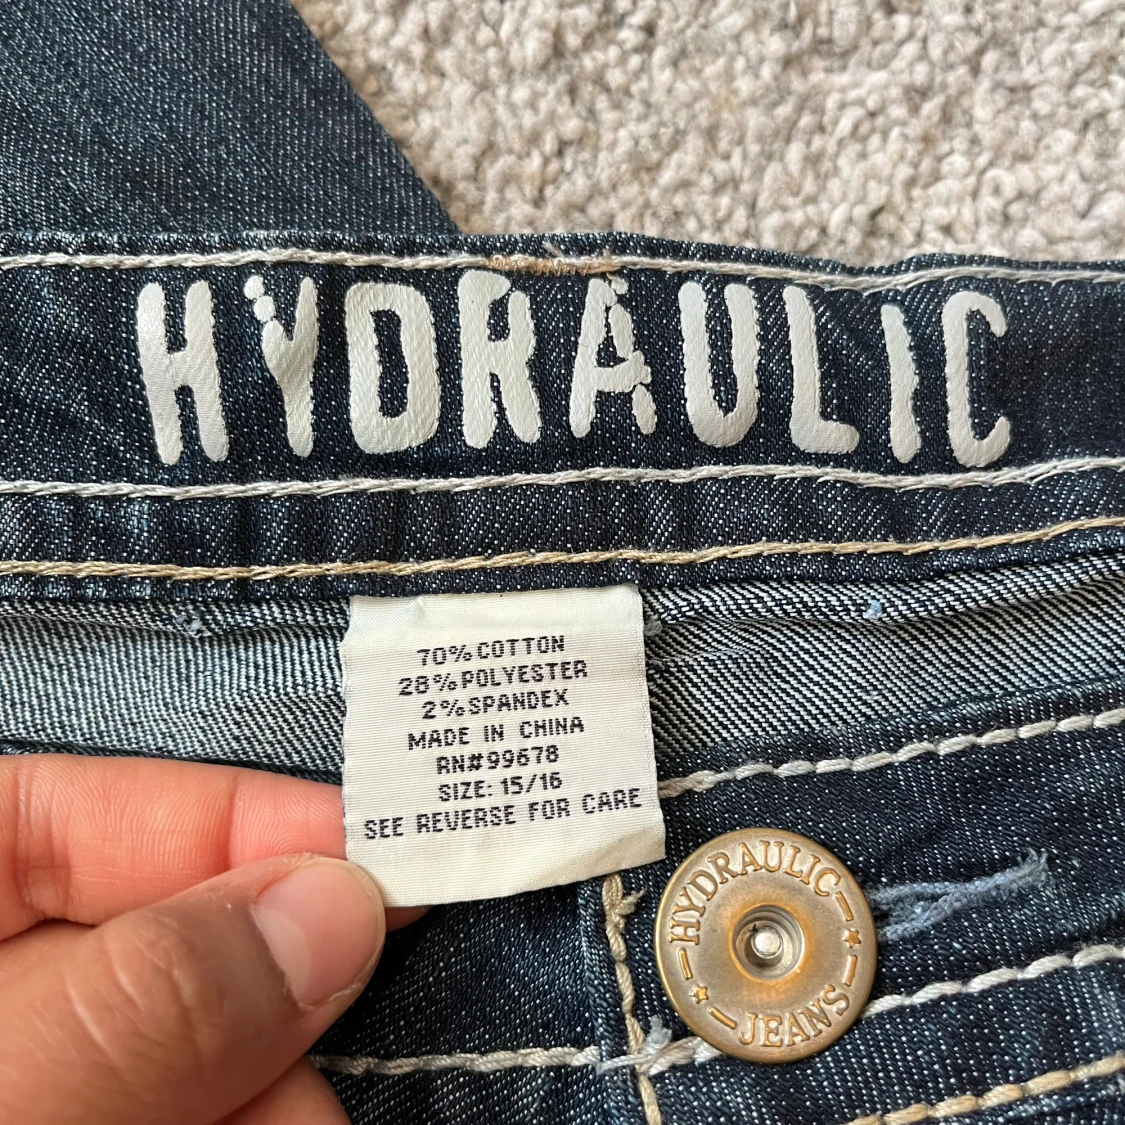 HYDRAULIC
70% COTTON
28% POLYESTER
2% SPANDEX
MADE IN CHINA
RN#99678
SIZE: 15/16
SEE REVERSE FOR CARE
HYDRAULIC
JEANS